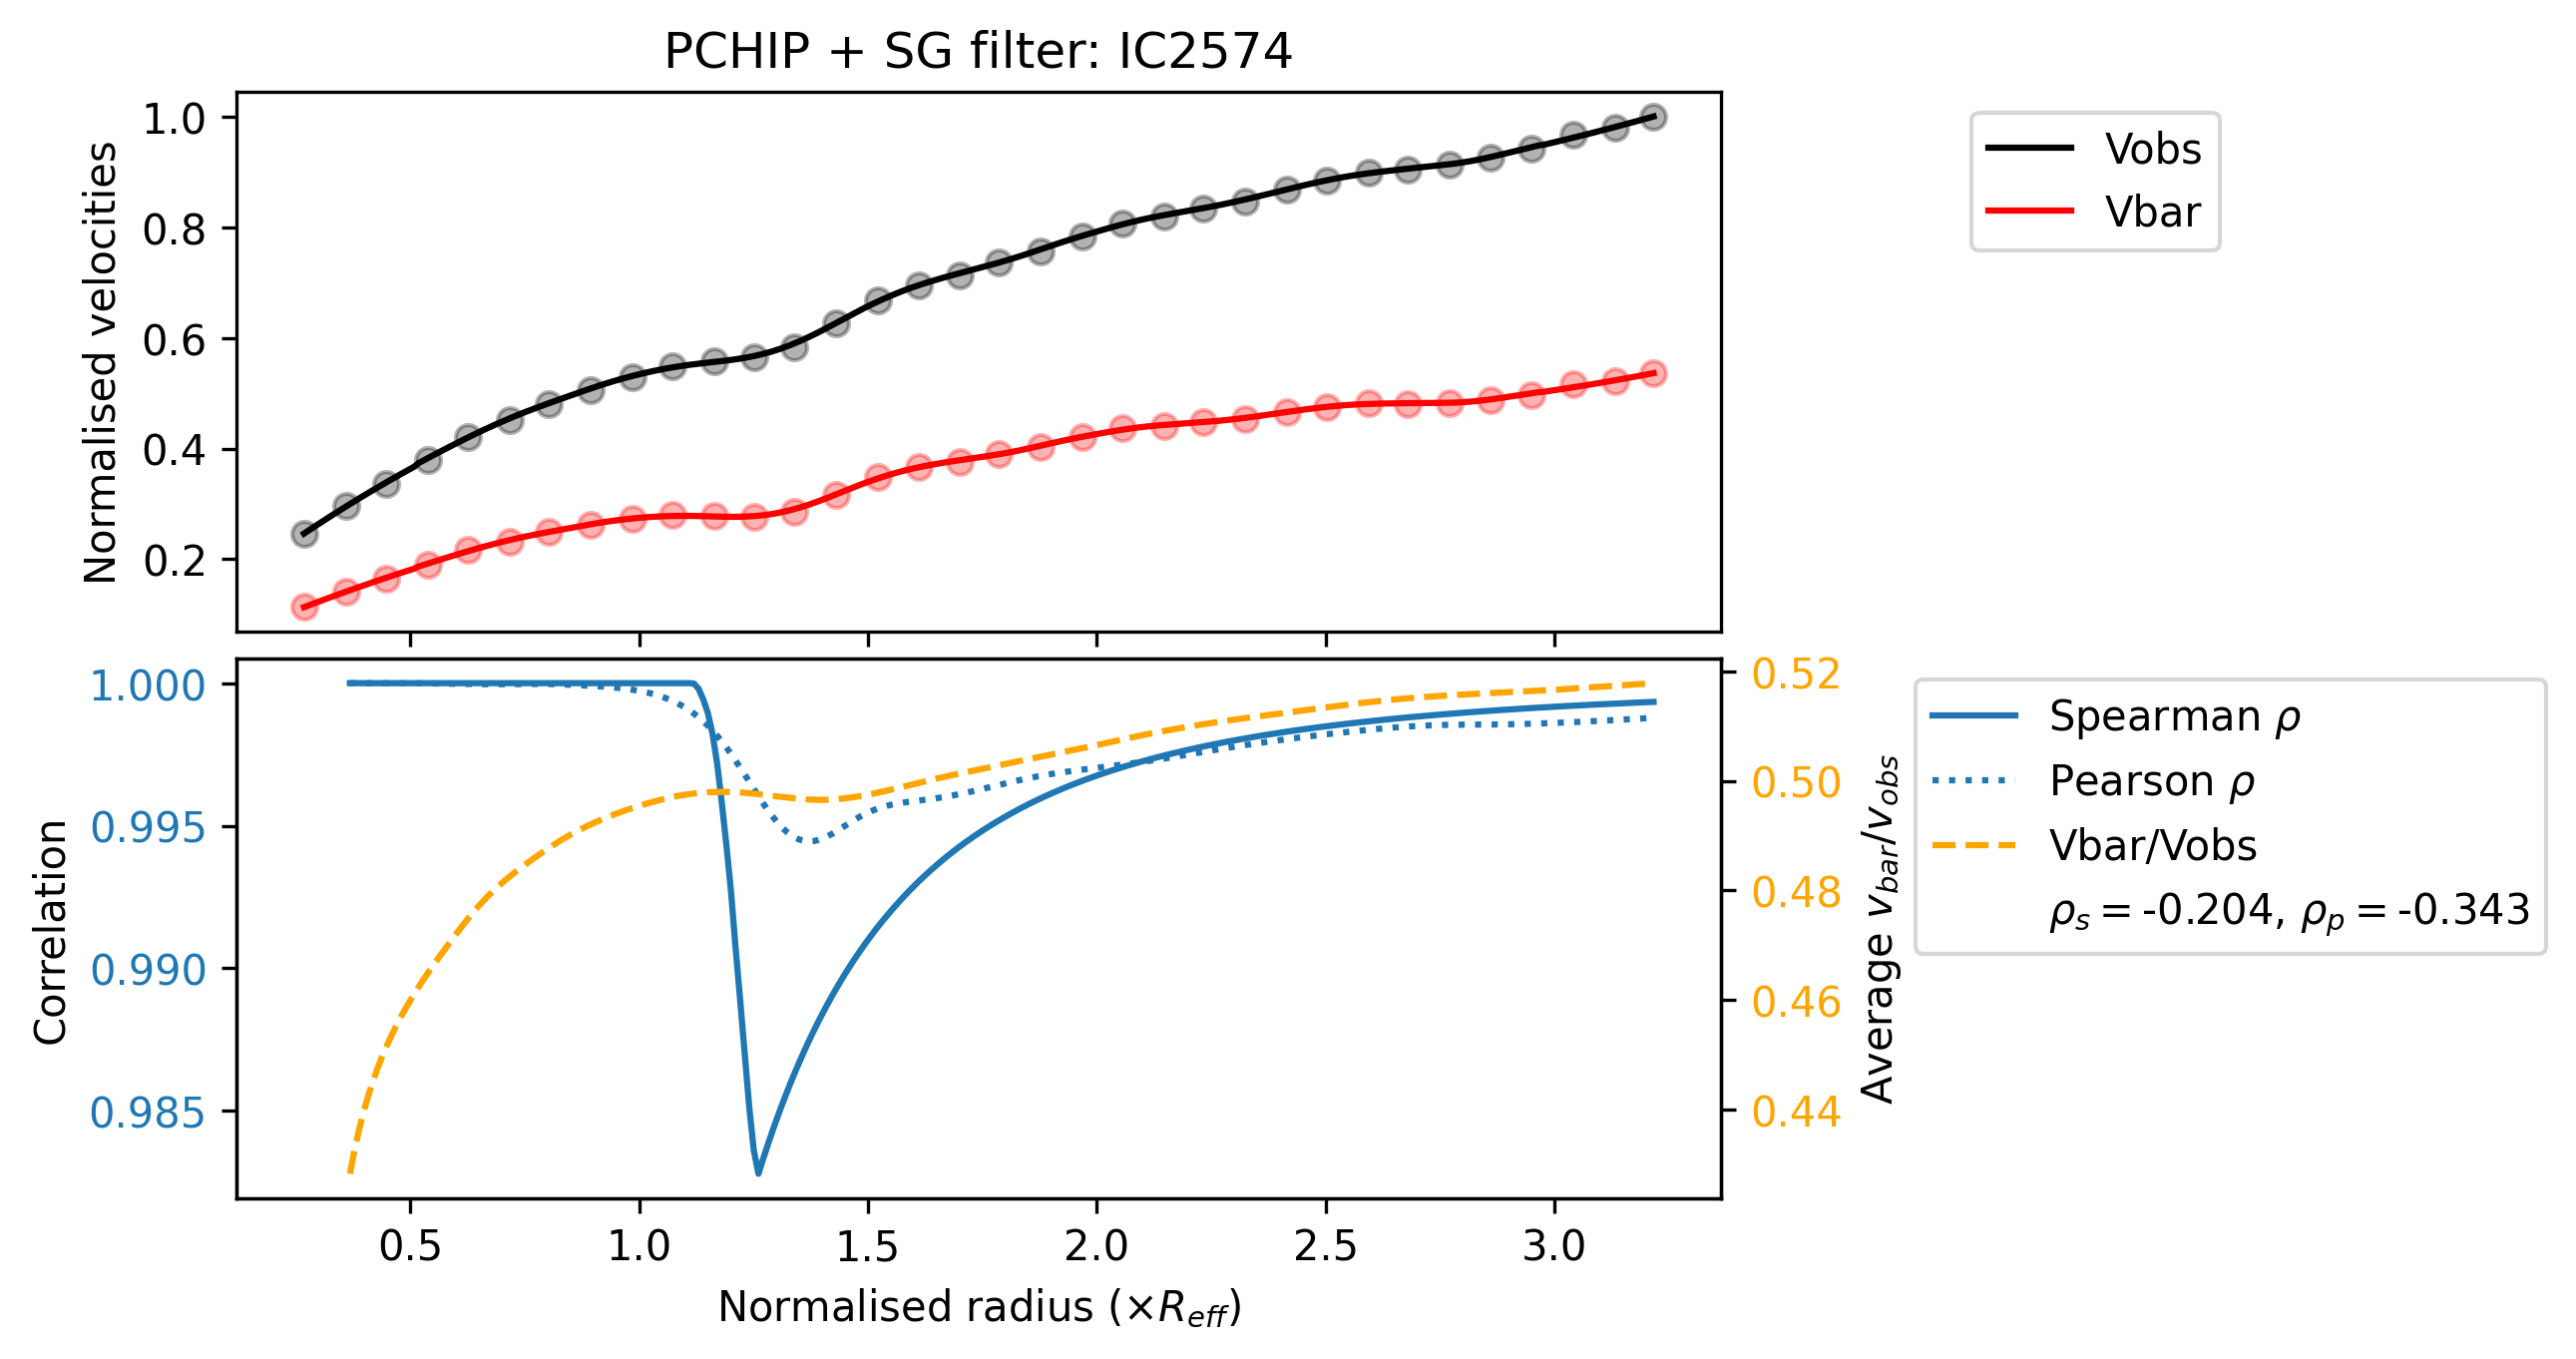 PCHIP + SG filter: IC2574
Normalised velocities
1.0
0.8
0.6
0.4
0.2
Vobs
Vbar
Correlation
1.000
0.995
0.990
0.985
0.52
0.50
0.48
0.46
0.44
Average v_bar/v_obs
Spearman ρ
Pearson ρ
Vbar/Vobs
ρ_s = -0.204, ρ_p = -0.343
0.5 1.0 1.5 2.0 2.5 3.0
Normalised radius (×R_eff)